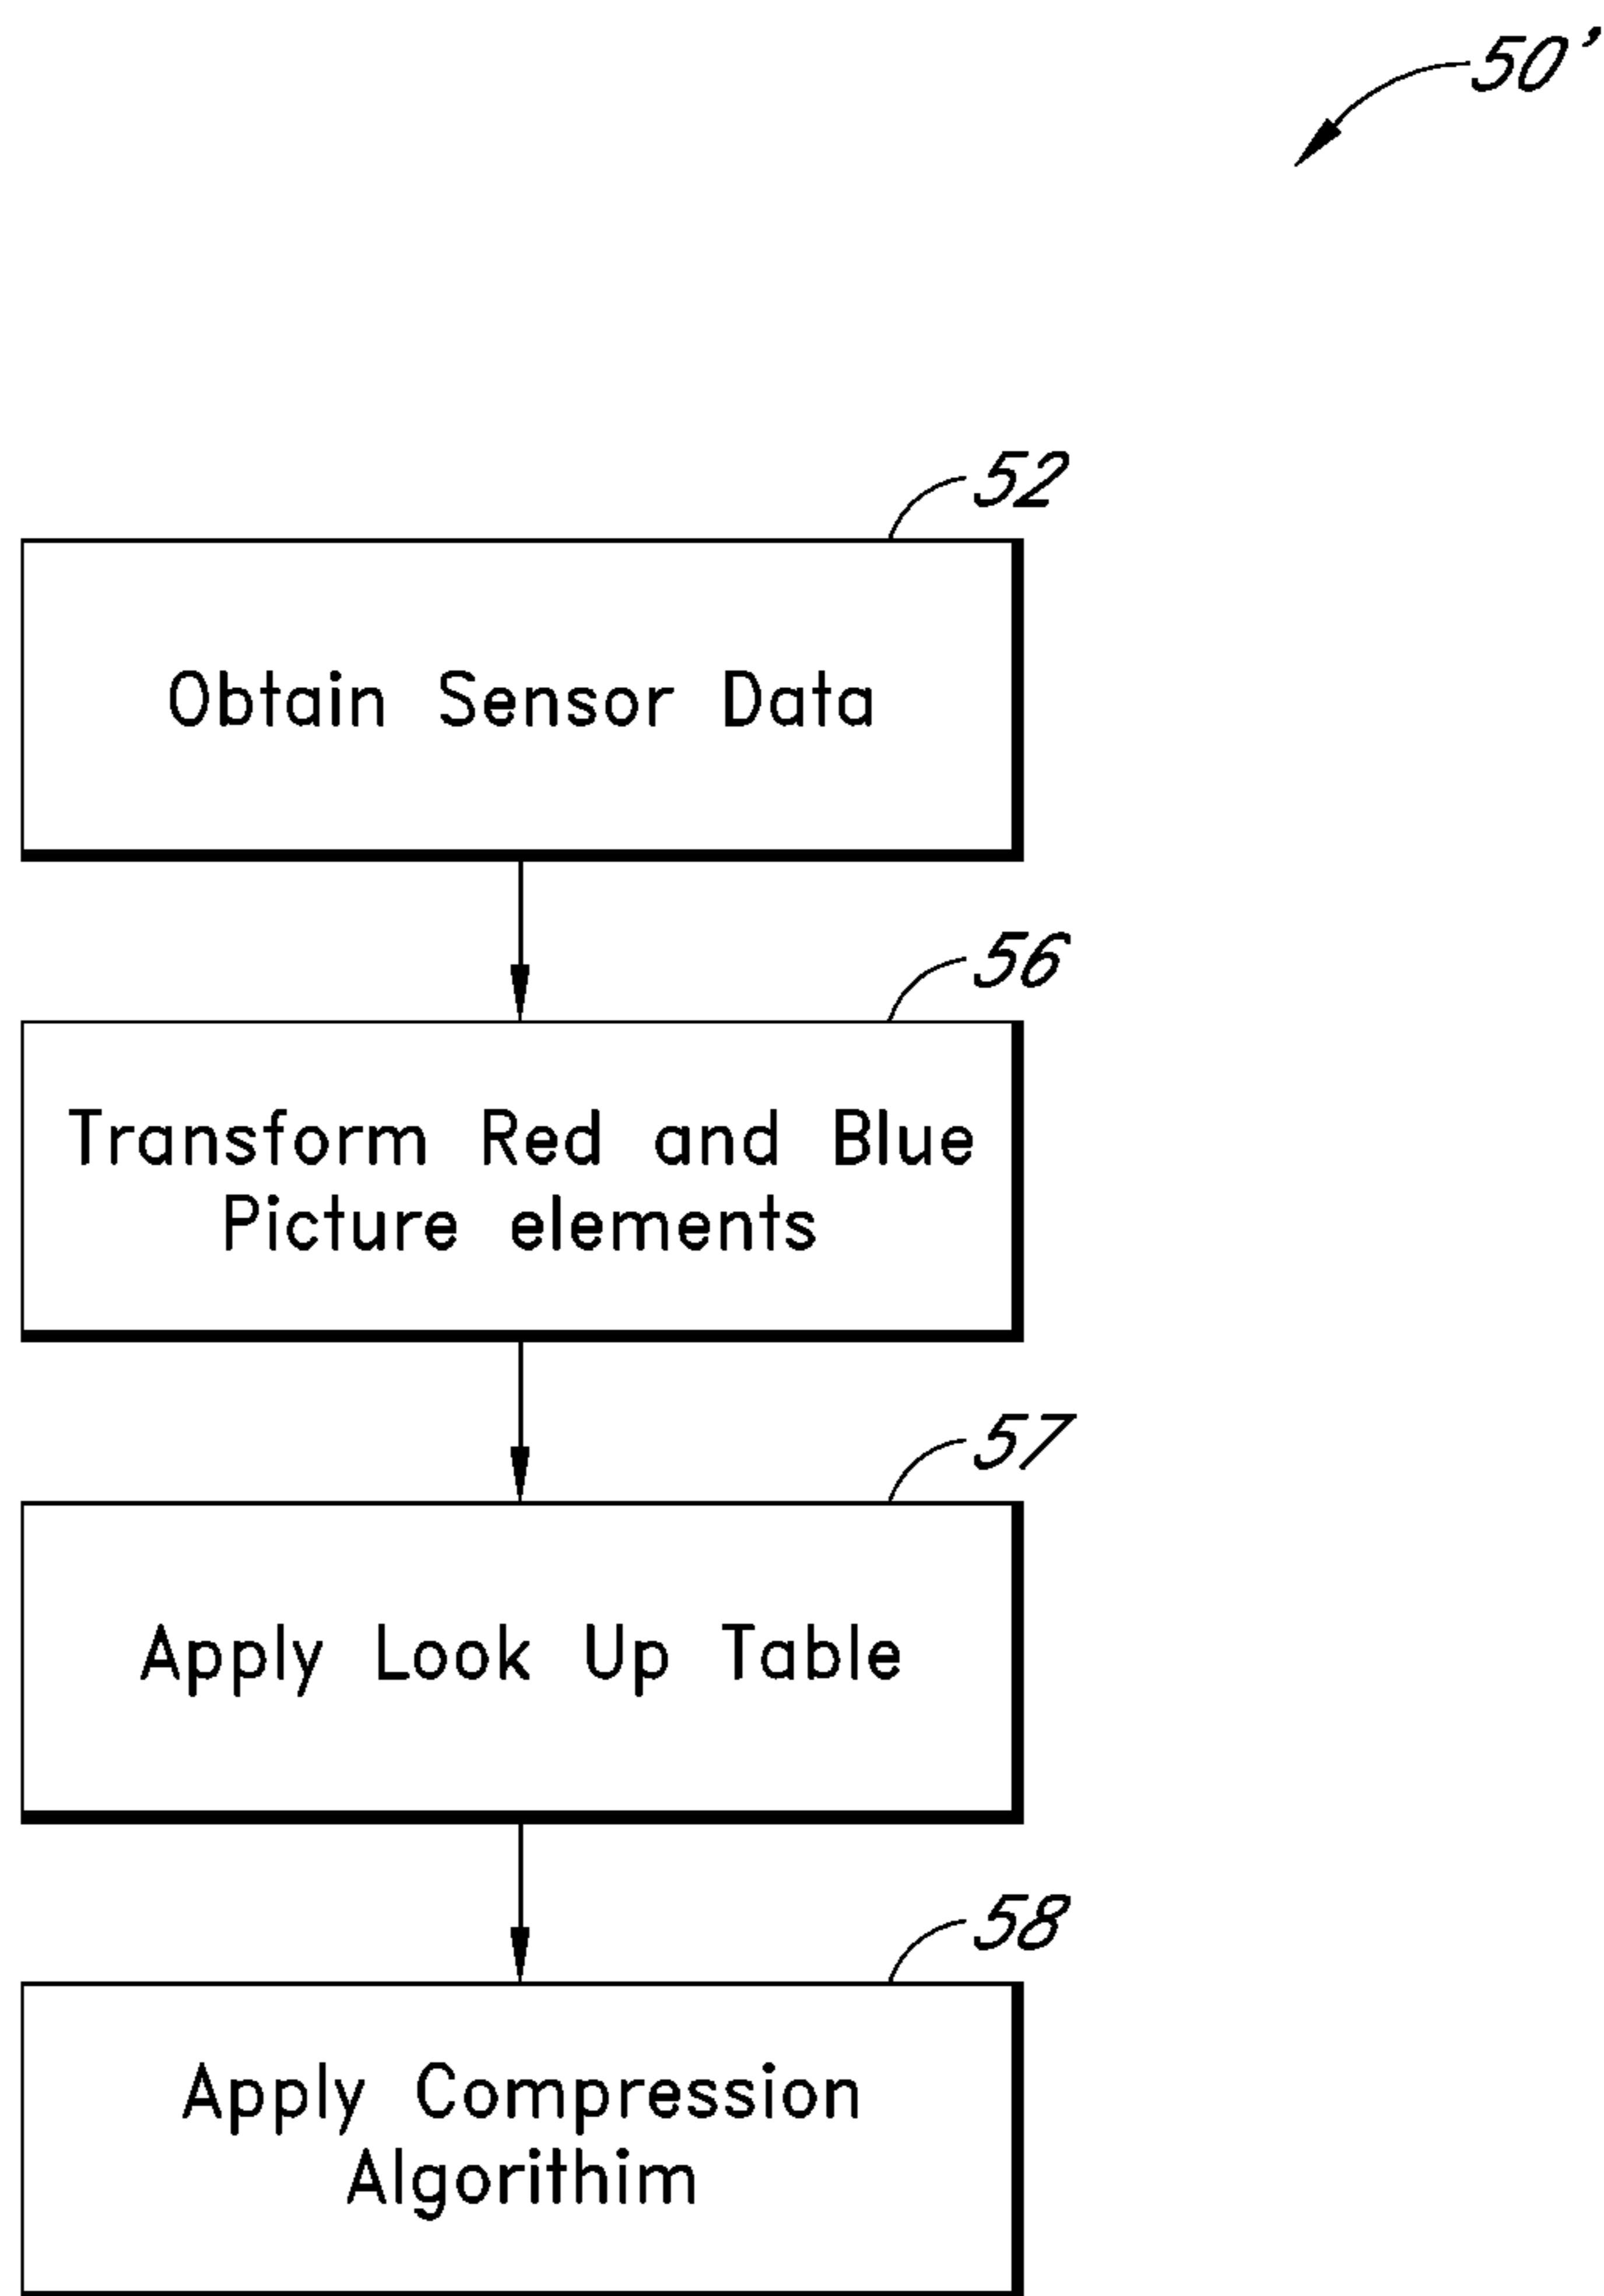 50'
52
Obtain Sensor Data
56
Transform Red and Blue
Picture elements
57
Apply Look Up Table
58
Apply Compression
Algorithim